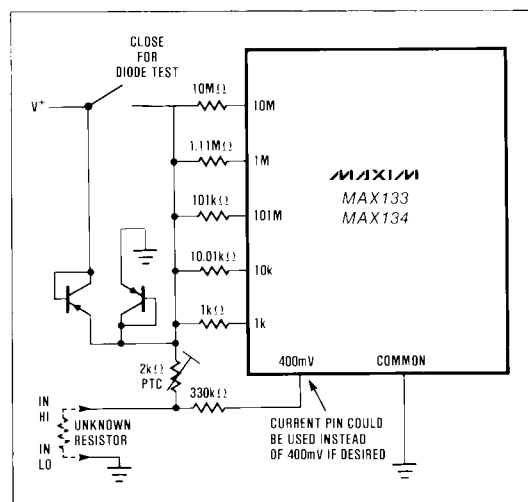 CLOSE
FOR
DIODE TEST
V+
10MΩ
10M
1.11MΩ
1M
101kΩ
101M
10.01kΩ
10k
1kΩ
1k
MAXIM
MAX133
MAX134
400mV
COMMON
2kΩ
PTC
330kΩ
IN
HI
UNKNOWN
RESISTOR
IN
LO
CURRENT PIN COULD
BE USED INSTEAD
OF 400mV IF DESIRED